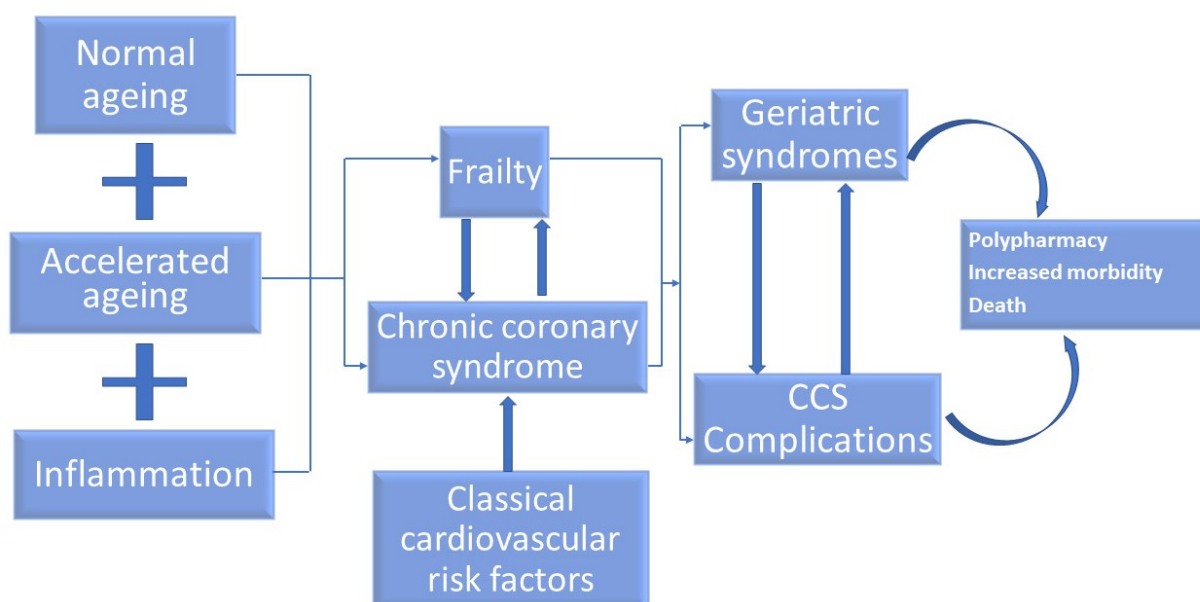 Normal
ageing
Accelerated
ageing
Inflammation
Frailty
Chronic coronary
syndrome
Classical
cardiovascular
risk factors
Geriatric
syndromes
CCS
Complications
Polypharmacy
Increased morbidity
Death